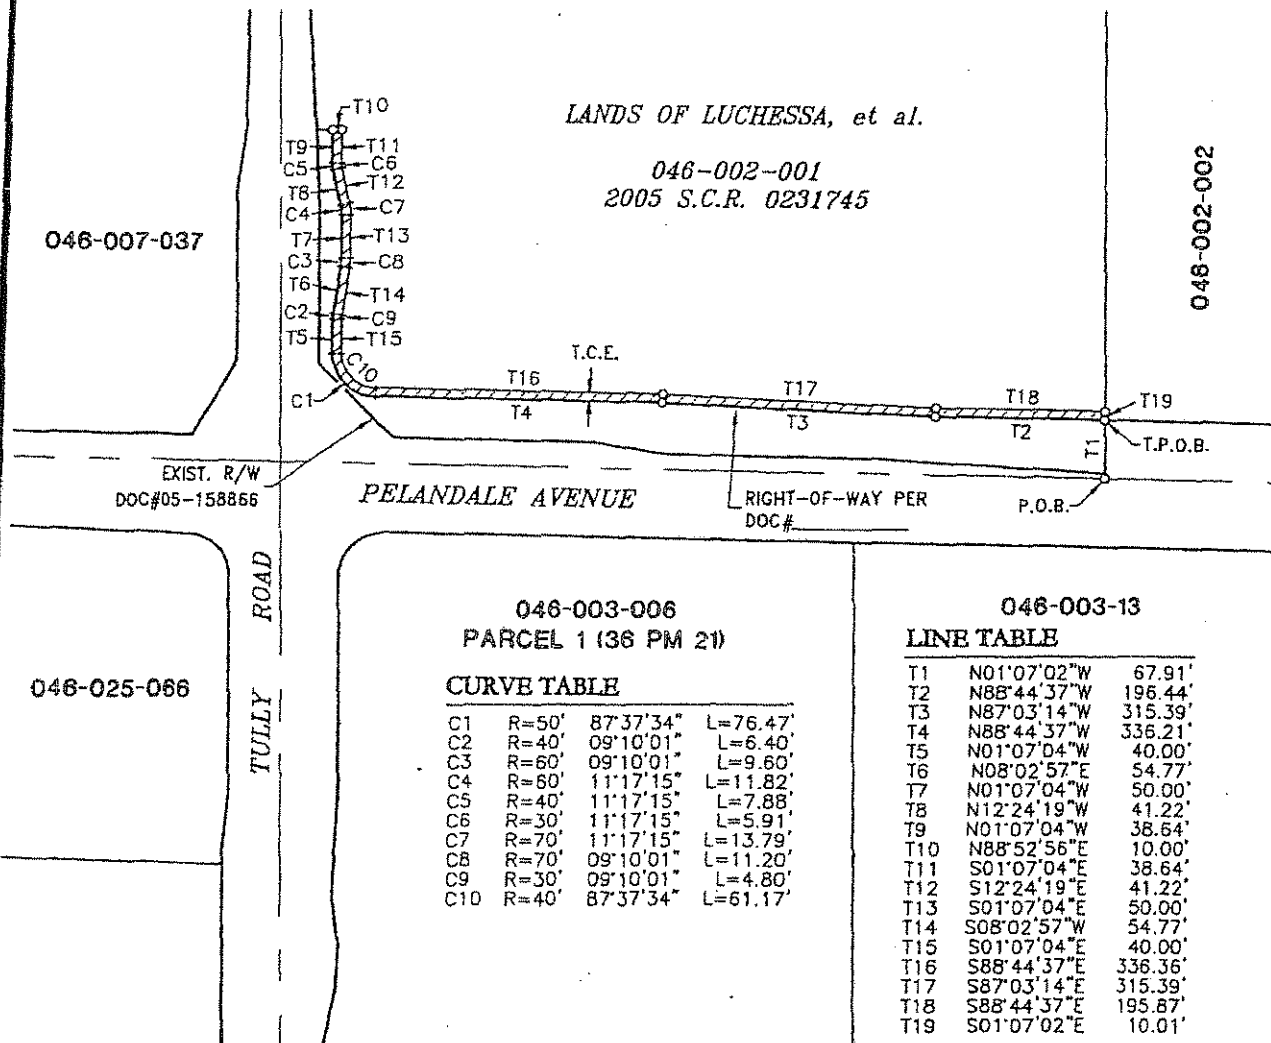 T10
T9
T11
C5
C6
T8
T12
C4
C7
T7
T13
C3
C8
T6
T14
C2
C9
T5
T15
C10
C1
LANDS OF LUCHESSA, et al.
046-002-001
2005 S.C.R. 0231745
046-007-037
048-002-002
T.C.E.
T16
T4
T17
T3
T18
T2
T19
T1
T.P.O.B.
P.O.B.
EXIST. R/W
DOC#05-158866
PELANDALE AVENUE
RIGHT-OF-WAY PER
DOC#
TULLY ROAD
046-025-066
046-003-006
PARCEL 1 (36 PM 21)
CURVE TABLE
C1 R=50' 87°37'34" L=76.47'
C2 R=40' 09°10'01" L=6.40'
C3 R=60' 09°10'01" L=9.60'
C4 R=60' 11°17'15" L=11.82'
C5 R=40' 11°17'15" L=7.88'
C6 R=30' 11°17'15" L=5.91'
C7 R=70' 11°17'15" L=13.79'
C8 R=70' 09°10'01" L=11.20'
C9 R=30' 09°10'01" L=4.80'
C10 R=40' 87°37'34" L=61.17'
046-003-13
LINE TABLE
T1 N01°07'02"W 67.91'
T2 N88°44'37"W 196.44'
T3 N87°03'14"W 315.39'
T4 N88°44'37"W 336.21'
T5 N01°07'04"W 40.00'
T6 N08°02'57"E 54.77'
T7 N01°07'04"W 50.00'
T8 N12°24'19"W 41.22'
T9 N01°07'04"W 38.64'
T10 N88°52'56"E 10.00'
T11 S01°07'04"E 38.64'
T12 S12°24'19"E 41.22'
T13 S01°07'04"E 50.00'
T14 S08°02'57"W 54.77'
T15 S01°07'04"E 40.00'
T16 S88°44'37"E 336.36'
T17 S87°03'14"E 315.39'
T18 S88°44'37"E 195.87'
T19 S01°07'02"E 10.01'